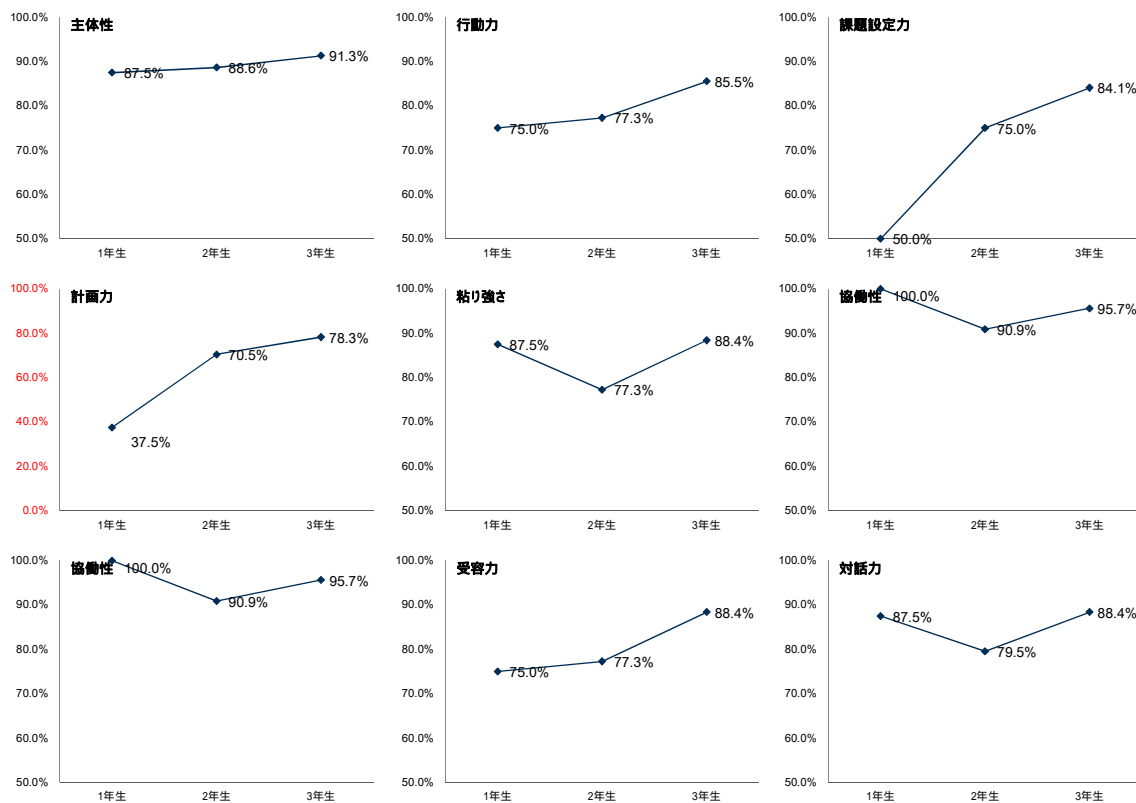 主体性
100.0%
90.0%
80.0%
70.0%
60.0%
50.0%
87.5%
88.6%
91.3%
1年生
2年生
3年生
行動力
100.0%
90.0%
80.0%
70.0%
60.0%
50.0%
75.0%
77.3%
85.5%
1年生
2年生
3年生
課題設定力
100.0%
90.0%
80.0%
70.0%
60.0%
50.0%
50.0%
75.0%
84.1%
1年生
2年生
3年生
計画力
100.0%
80.0%
60.0%
40.0%
20.0%
0.0%
37.5%
70.5%
78.3%
1年生
2年生
3年生
粘り強さ
100.0%
90.0%
80.0%
70.0%
60.0%
50.0%
87.5%
77.3%
88.4%
1年生
2年生
3年生
協働性
100.0%
90.0%
80.0%
70.0%
60.0%
50.0%
100.0%
90.9%
95.7%
1年生
2年生
3年生
協働性
100.0%
90.0%
80.0%
70.0%
60.0%
50.0%
100.0%
90.9%
95.7%
1年生
2年生
3年生
受容力
100.0%
90.0%
80.0%
70.0%
60.0%
50.0%
75.0%
77.3%
88.4%
1年生
2年生
3年生
対話力
100.0%
90.0%
80.0%
70.0%
60.0%
50.0%
87.5%
79.5%
88.4%
1年生
2年生
3年生